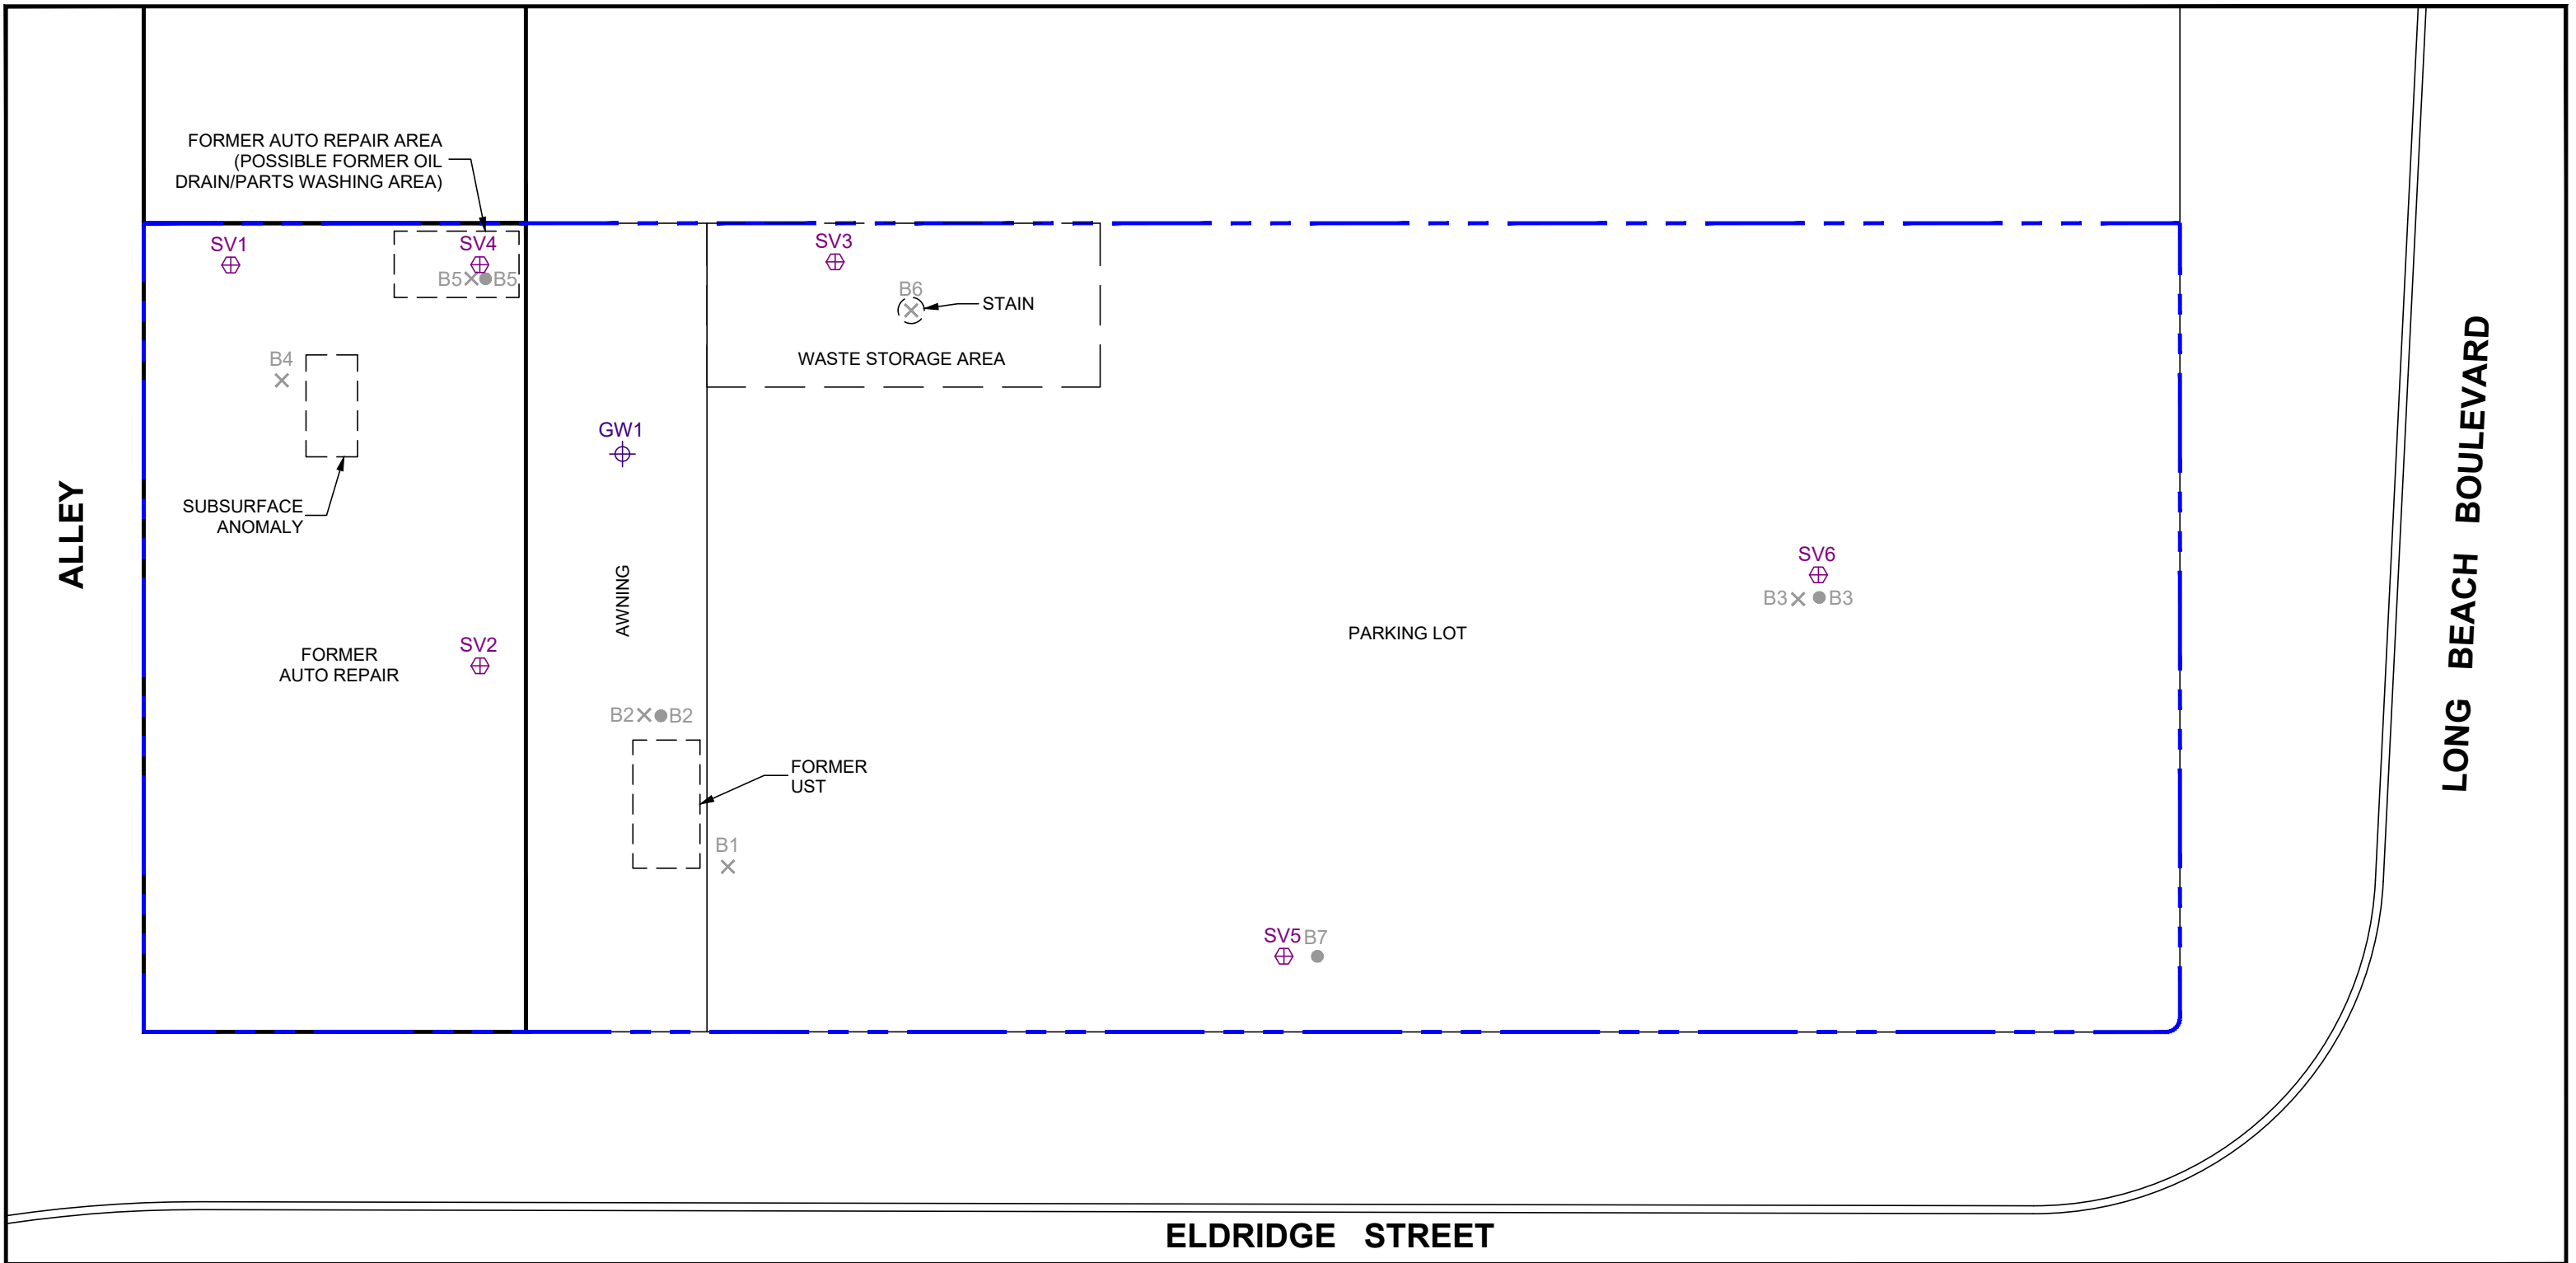 FORMER AUTO REPAIR AREA
(POSSIBLE FORMER OIL
DRAIN/PARTS WASHING AREA)
SV1
SV4
SV3
B5
B5
B6
STAIN
WASTE STORAGE AREA
B4
GW1
SUBSURFACE
ANOMALY
ALLEY
AWNING
LONG BEACH BOULEVARD
SV6
B3
B3
PARKING LOT
SV2
FORMER
AUTO REPAIR
B2
B2
FORMER
UST
B1
SV5
B7
ELDRIDGE STREET